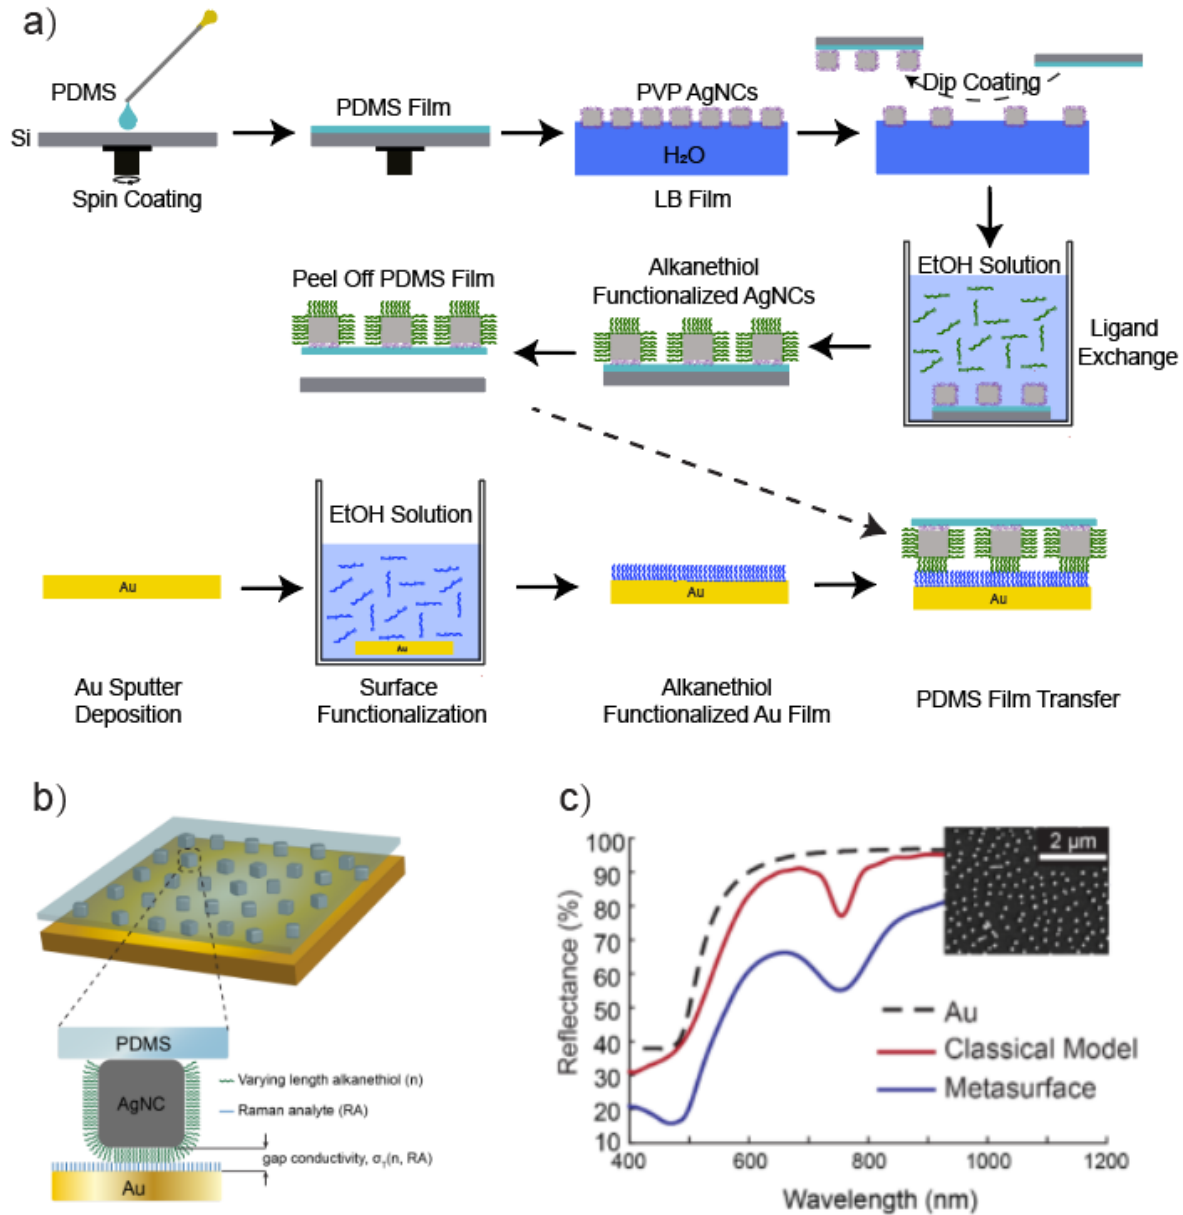 a)
PDMS
Si
Spin Coating
PDMS Film
PVP AgNCs
H₂O
LB Film
Dip Coating
EtOH Solution
Ligand
Exchange
Alkanethiol
Functionalized AgNCs
Peel Off PDMS Film
Au
Au Sputter
Deposition
EtOH Solution
Au
Surface
Functionalization
Au
Alkanethiol
Functionalized Au Film
Au
PDMS Film Transfer
b)
PDMS
AgNC
Au
Varying length alkanethiol (n)
Raman analyte (RA)
gap conductivity, σ₁(n, RA)
c)
Reflectance (%)
100
90
80
70
60
50
40
30
20
10
400
600
800
1000
1200
Wavelength (nm)
2 µm
Au
Classical Model
Metasurface